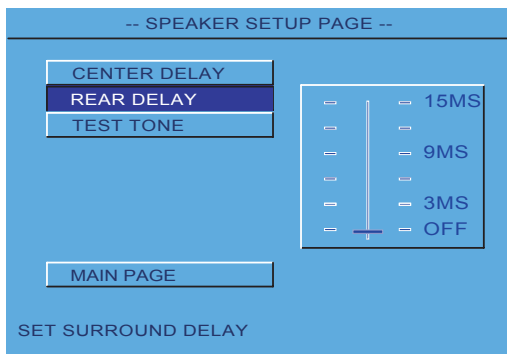 -- SPEAKER SETUP PAGE --
CENTER DELAY
REAR DELAY
TEST TONE
15MS
9MS
3MS
OFF
MAIN PAGE
SET SURROUND DELAY